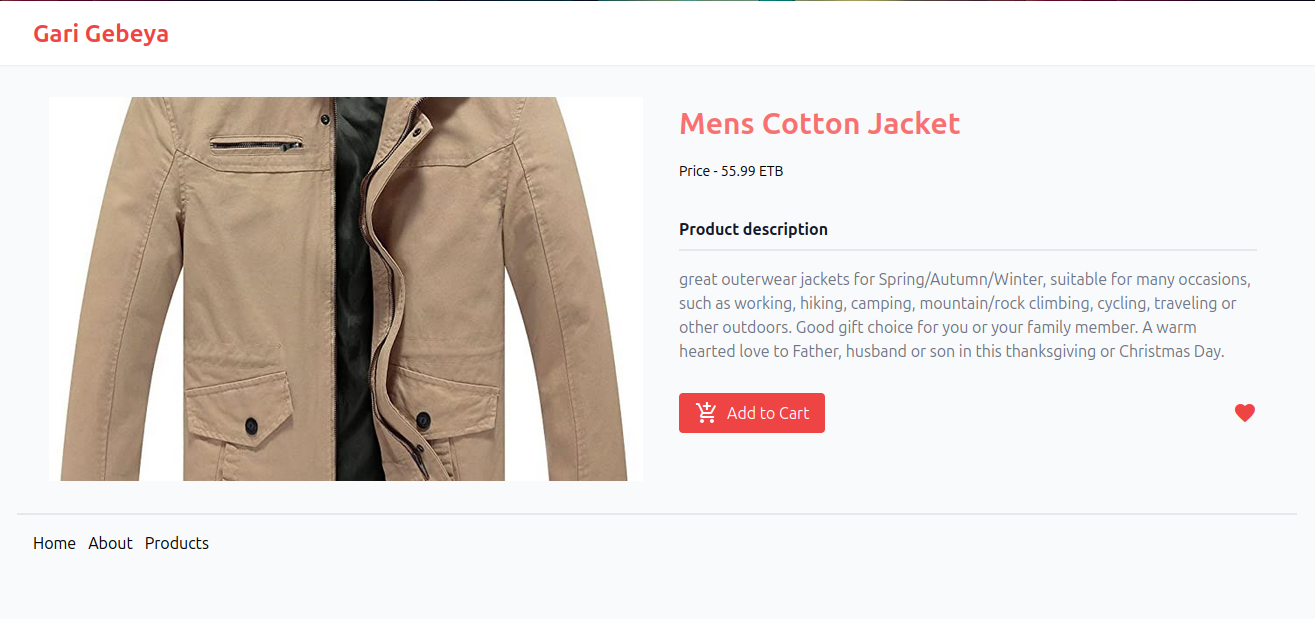 Gari Gebeya
Mens Cotton Jacket
Price - 55.99 ETB
Product description
great outerwear jackets for Spring/Autumn/Winter, suitable for many occasions,
such as working, hiking, camping, mountain/rock climbing, cycling, traveling or
other outdoors. Good gift choice for you or your family member. A warm
hearted love to Father, husband or son in this thanksgiving or Christmas Day.
Add to Cart
Home About Products